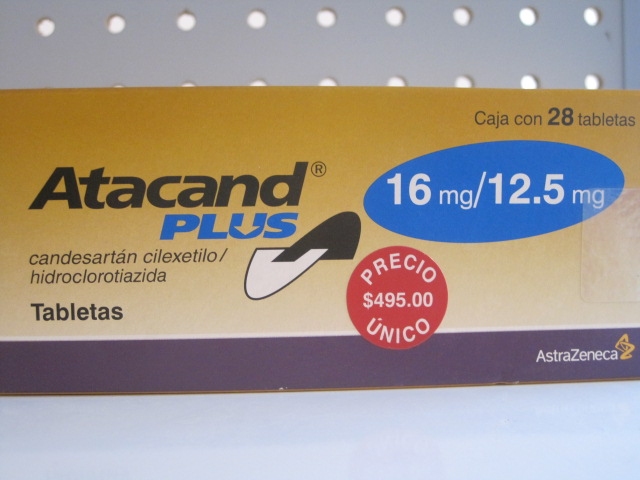 Caja con 28 tabletas
Atacand®
PLUS
16 mg/12.5 mg
candesartán cilexetilo/
hidroclorotiazida
Tabletas
PRECIO
$495.00
ÚNICO
AstraZeneca